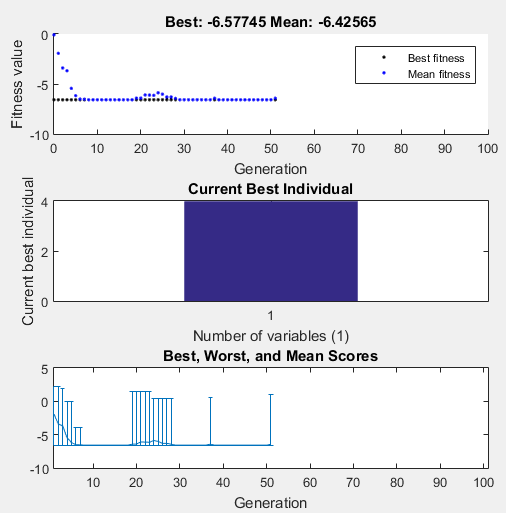 Best: -6.57745 Mean: -6.42565
Fitness value
0
-5
-10
Best fitness
Mean fitness
0 10 20 30 40 50 60 70 80 90 100
Generation
Current Best Individual
Current best individual
4
2
0
1
Number of variables (1)
Best, Worst, and Mean Scores
5
0
-5
-10
10 20 30 40 50 60 70 80 90 100
Generation